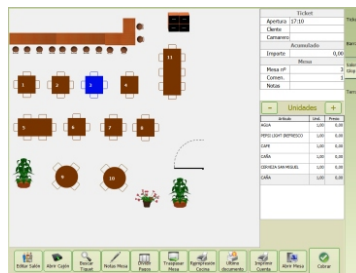 Ticket
Apertura 17:10
Cliente
Camarero
Acumulado
Importe 0,00
Mesa
Mesa nº 3
Comen. 1
Notas
- Unidades +
Artículo Und. Precio
AGUA 1,00 0,00
PEPSI LIGHT (REFRESCO) 1,00 0,00
CAFE 1,00 0,00
CAÑA 1,00 0,00
CERVEZA SAN MIGUEL 1,00 0,00
CAÑA 1,00 0,00
1 2 3 4 11
5 6 7 8
9 10
Editar Salón Abrir Cajón Buscar Tiquet Notas Mesa Dividir Pagos Traspasar Mesa Agrupación Cocina Último documento Imprimir Cuenta Abrir Mesa Cobrar